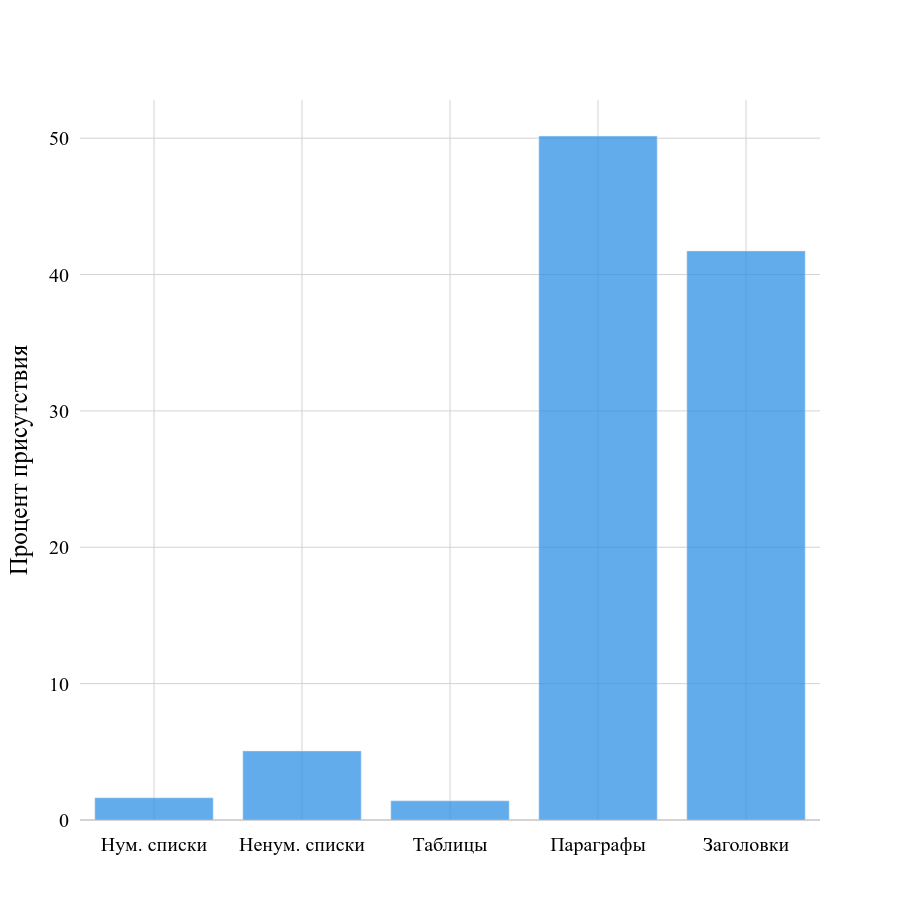 Процент присутствия
50
40
30
20
10
0
Нум. списки
Ненум. списки
Таблицы
Параграфы
Заголовки